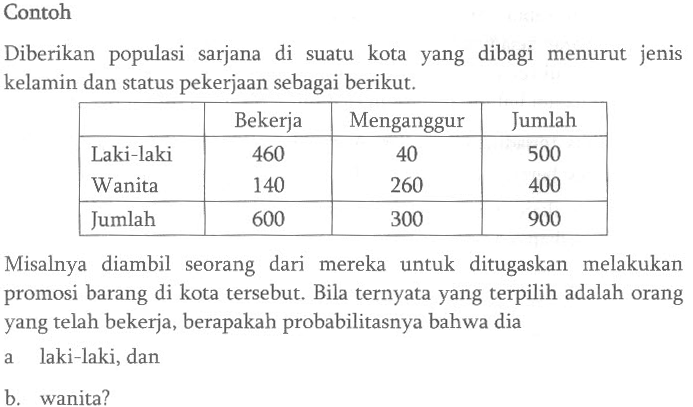 Contoh
Diberikan populasi sarjana di suatu kota yang dibagi menurut jenis
kelamin dan status pekerjaan sebagai berikut.
Bekerja Menganggur Jumlah
Laki-laki 460 40 500
Wanita 140 260 400
Jumlah 600 300 900
Misalnya diambil seorang dari mereka untuk ditugaskan melakukan
promosi barang di kota tersebut. Bila ternyata yang terpilih adalah orang
yang telah bekerja, berapakah probabilitasnya bahwa dia
a laki-laki, dan
b. wanita?